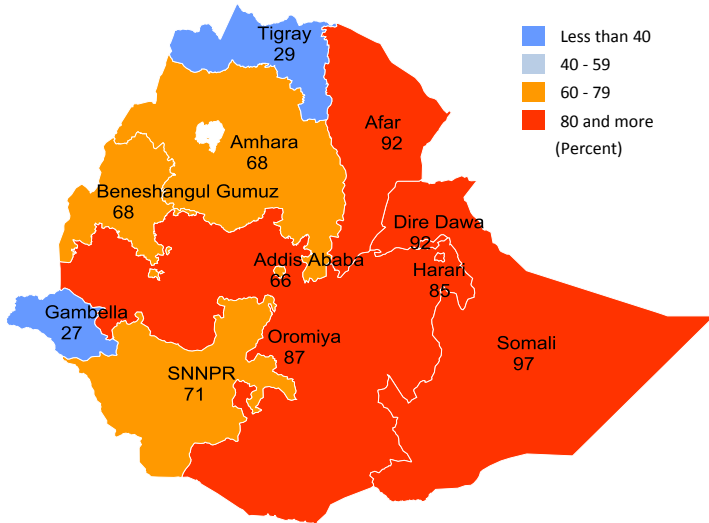 Tigray
29
Less than 40
40 - 59
60 - 79
80 and more
(Percent)
Afar
92
Amhara
68
Beneshangul Gumuz
68
Dire Dawa
92
Addis Ababa
66
Harari
85
Gambella
27
Oromiya
87
Somali
97
SNNPR
71